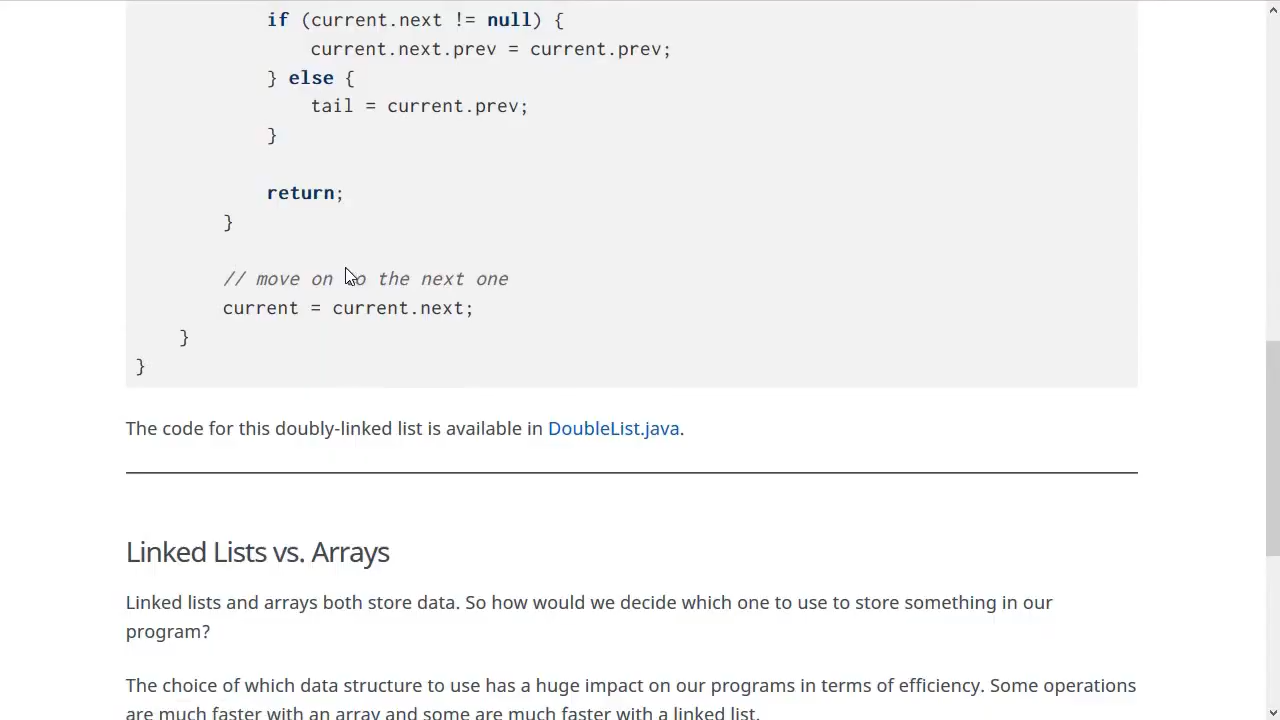 if (current.next != null) {
current.next.prev = current.prev;
} else {
tail = current.prev;
}
return;
}
// move on to the next one
current = current.next;
}
}
The code for this doubly-linked list is available in DoubleList.java.
Linked Lists vs. Arrays
Linked lists and arrays both store data. So how would we decide which one to use to store something in our
program?
The choice of which data structure to use has a huge impact on our programs in terms of efficiency. Some operations
are much faster with an array and some are much faster with a linked list.